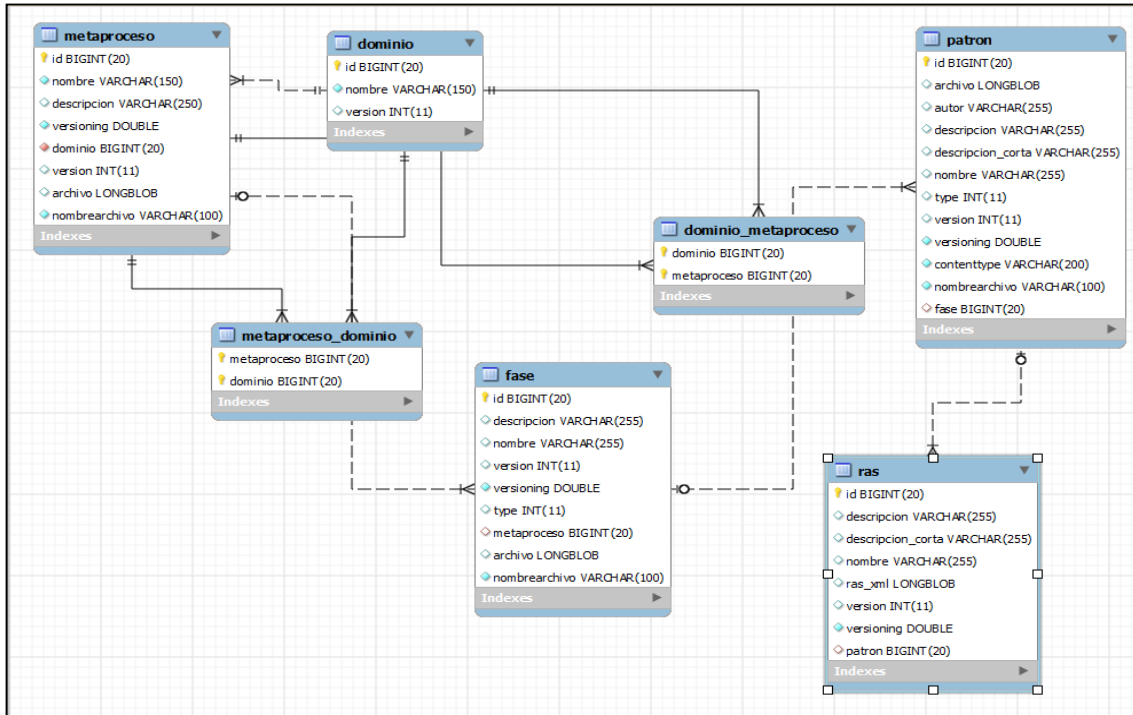 metaproceso
id BIGINT(20)
nombre VARCHAR(150)
descripcion VARCHAR(250)
versioning DOUBLE
dominio BIGINT(20)
version INT(11)
archivo LONGBLOB
nombrearchivo VARCHAR(100)
Indexes
dominio
id BIGINT(20)
nombre VARCHAR(150)
version INT(11)
Indexes
patron
id BIGINT(20)
archivo LONGBLOB
autor VARCHAR(255)
descripcion VARCHAR(255)
descripcion_corta VARCHAR(255)
nombre VARCHAR(255)
type INT(11)
version INT(11)
versioning DOUBLE
contenttype VARCHAR(200)
nombrearchivo VARCHAR(100)
fase BIGINT(20)
Indexes
dominio_metaproceso
dominio BIGINT(20)
metaproceso BIGINT(20)
Indexes
metaproceso_dominio
metaproceso BIGINT(20)
dominio BIGINT(20)
Indexes
fase
id BIGINT(20)
descripcion VARCHAR(255)
nombre VARCHAR(255)
version INT(11)
versioning DOUBLE
type INT(11)
metaproceso BIGINT(20)
archivo LONGBLOB
nombrearchivo VARCHAR(100)
Indexes
ras
id BIGINT(20)
descripcion VARCHAR(255)
descripcion_corta VARCHAR(255)
nombre VARCHAR(255)
ras_xml LONGBLOB
version INT(11)
versioning DOUBLE
patron BIGINT(20)
Indexes